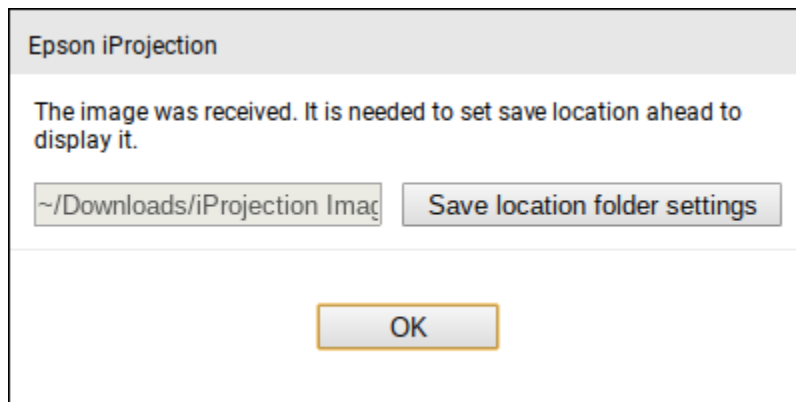 Epson iProjection
The image was received. It is needed to set save location ahead to
display it.
~/Downloads/iProjection Imag
Save location folder settings
OK